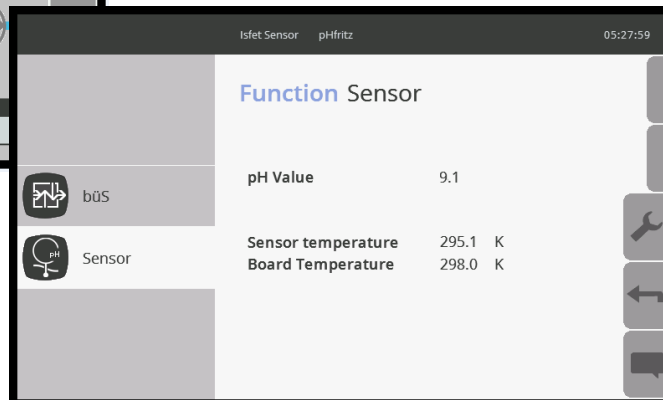 Isfet Sensor pHfritz 05:27:59
Function Sensor
pH Value 9.1
büS
Sensor temperature 295.1 K
pH Sensor
Board Temperature 298.0 K